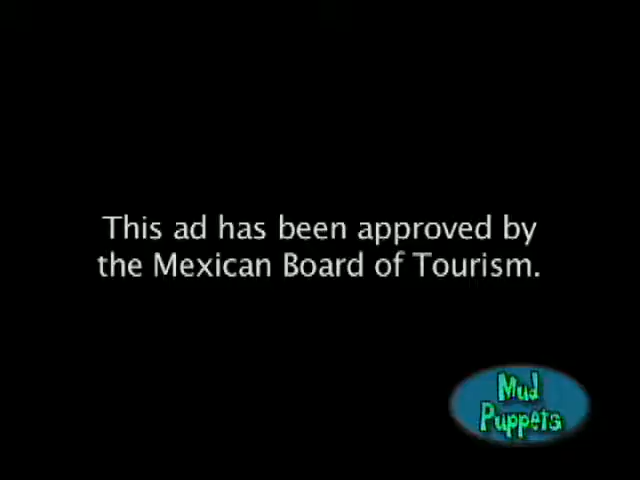 This ad has been approved by
the Mexican Board of Tourism.
Mud
Puppets